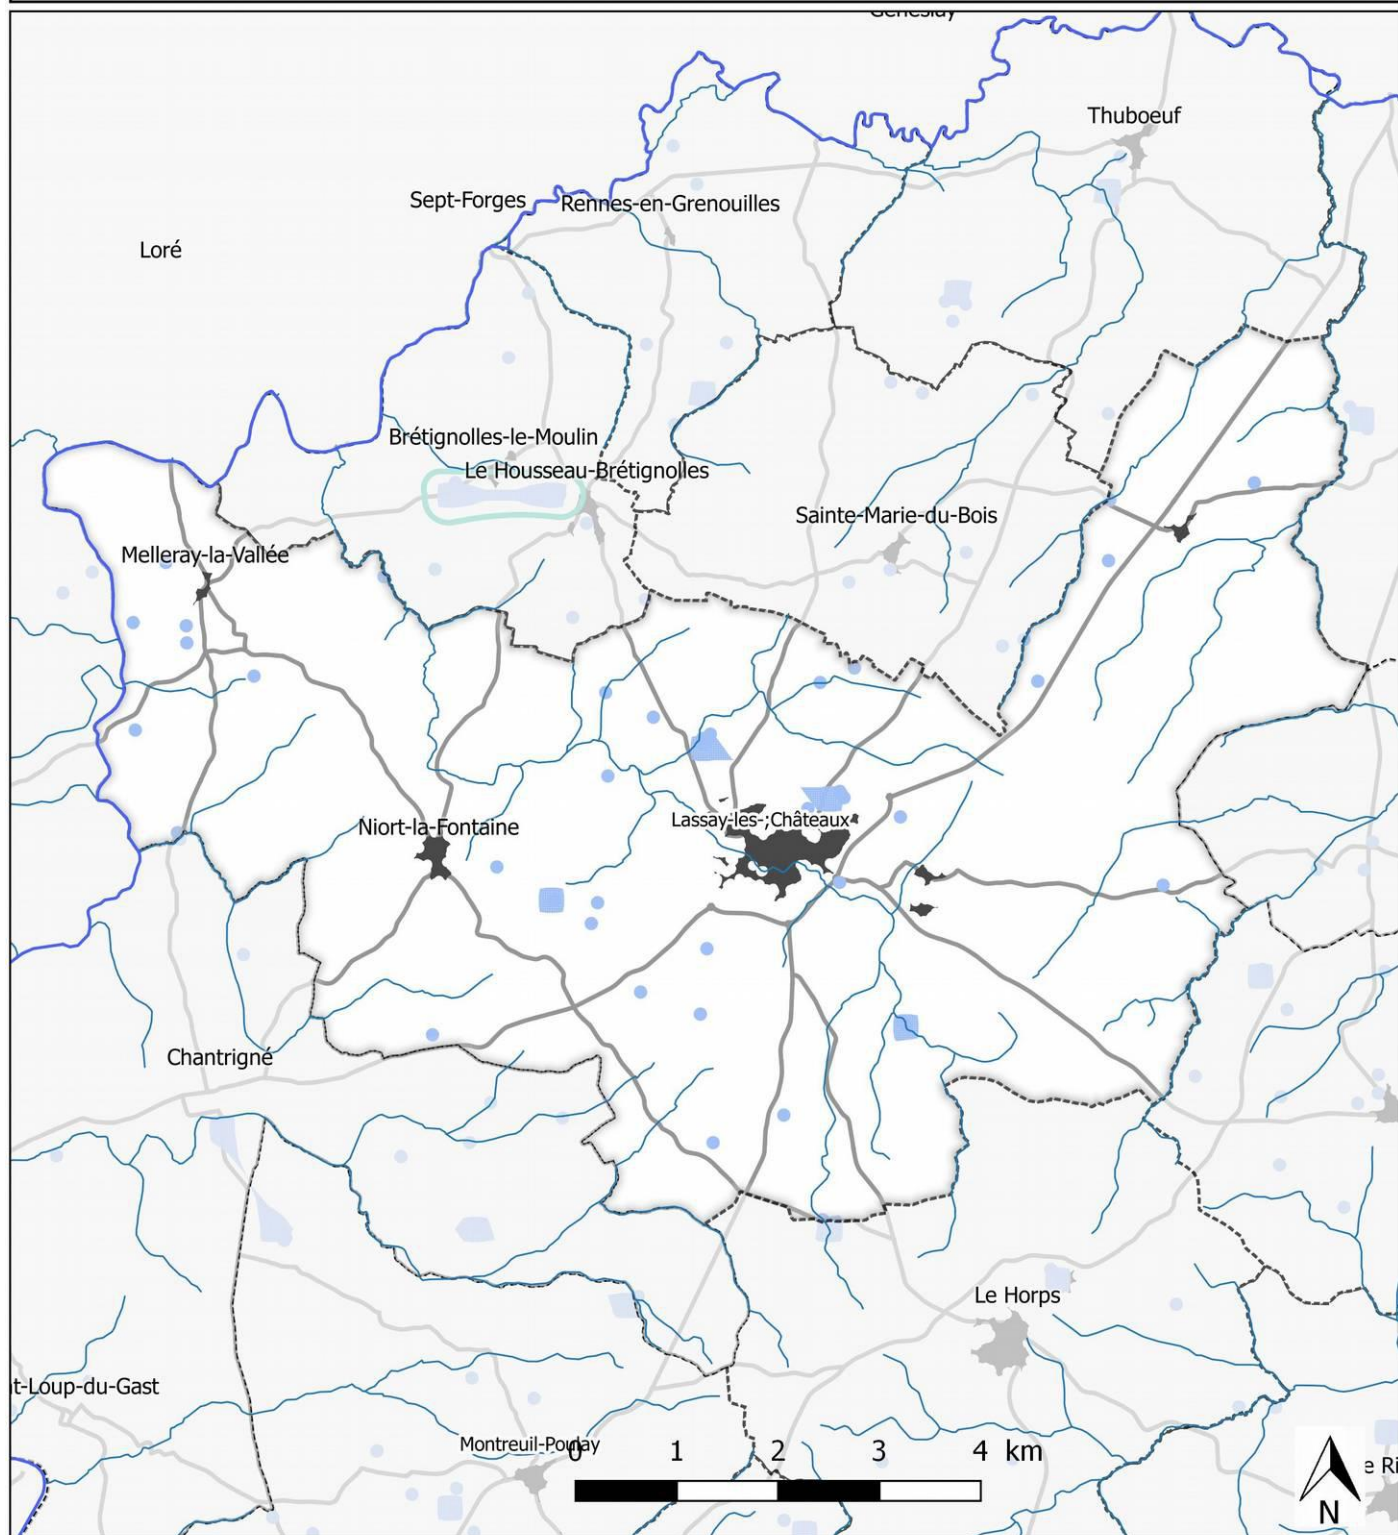 Geneslay
Thuboeuf
Sept-Forges
Rennes-en-Grenouilles
Loré
Brétignolles-le-Moulin
Le Housseau-Brétignolles
Sainte-Marie-du-Bois
Melleray-la-Vallée
Lassay-les-;Châteaux
Niort-la-Fontaine
Chantrigné
Le Horps
t-Loup-du-Gast
Montreuil-Poulay
0 1 2 3 4 km
e Ri
N